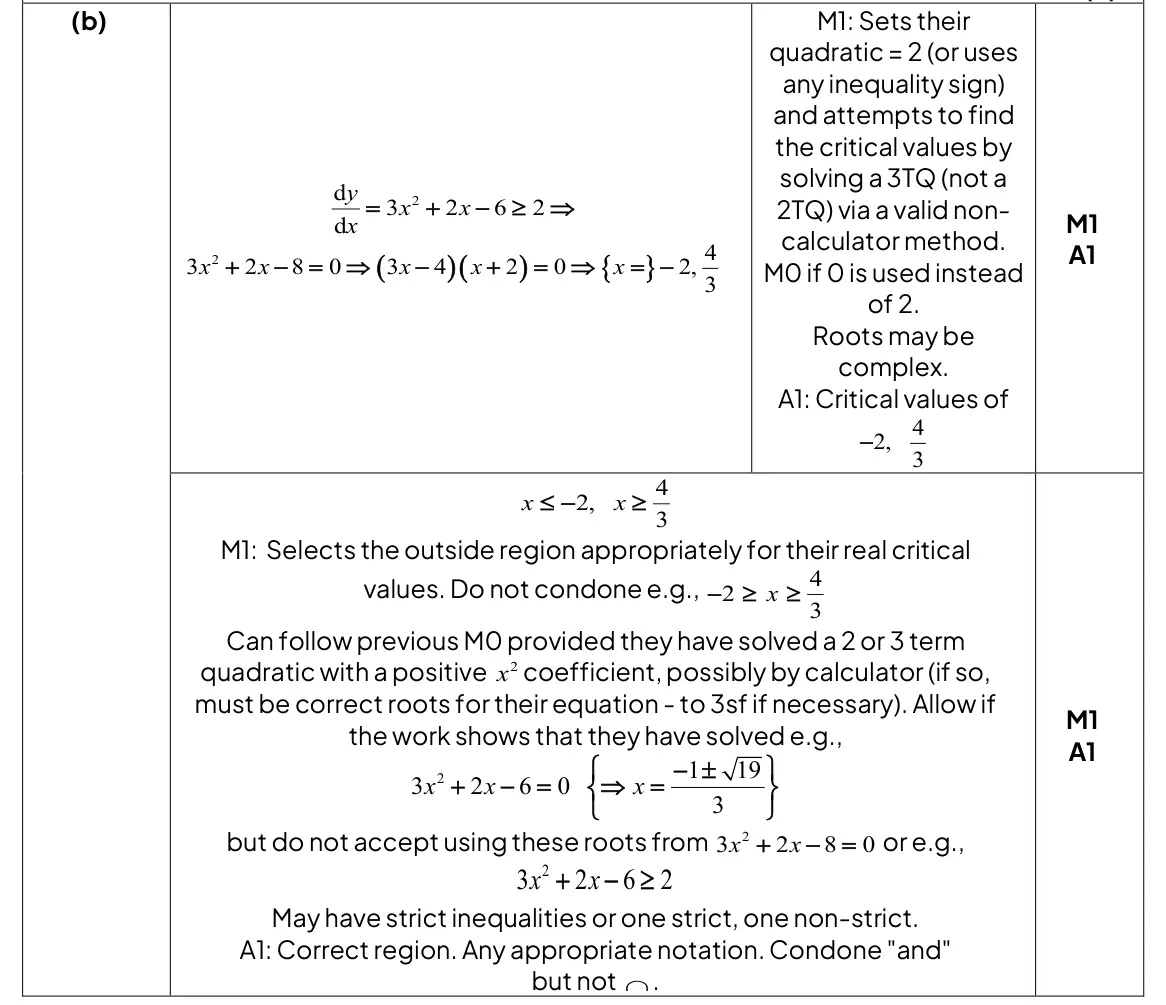 (b)
dy/dx = 3x² + 2x − 6 ≥ 2 ⇒
3x² + 2x − 8 = 0 ⇒ (3x − 4)(x + 2) = 0 ⇒ {x =} − 2, 4/3
M1: Sets their
quadratic = 2 (or uses
any inequality sign)
and attempts to find
the critical values by
solving a 3TQ (not a
2TQ) via a valid non-
calculator method.
M0 if 0 is used instead
of 2.
Roots may be
complex.
A1: Critical values of
−2, 4/3
M1
A1
x ≤ −2, x ≥ 4/3
M1: Selects the outside region appropriately for their real critical
values. Do not condone e.g., −2 ≥ x ≥ 4/3
Can follow previous M0 provided they have solved a 2 or 3 term
quadratic with a positive x² coefficient, possibly by calculator (if so,
must be correct roots for their equation - to 3sf if necessary). Allow if
the work shows that they have solved e.g.,
3x² + 2x − 6 = 0 {⇒ x = (−1 ± √19)/3}
but do not accept using these roots from 3x² + 2x − 8 = 0 or e.g.,
3x² + 2x − 6 ≥ 2
May have strict inequalities or one strict, one non-strict.
A1: Correct region. Any appropriate notation. Condone "and"
but not ∩.
M1
A1